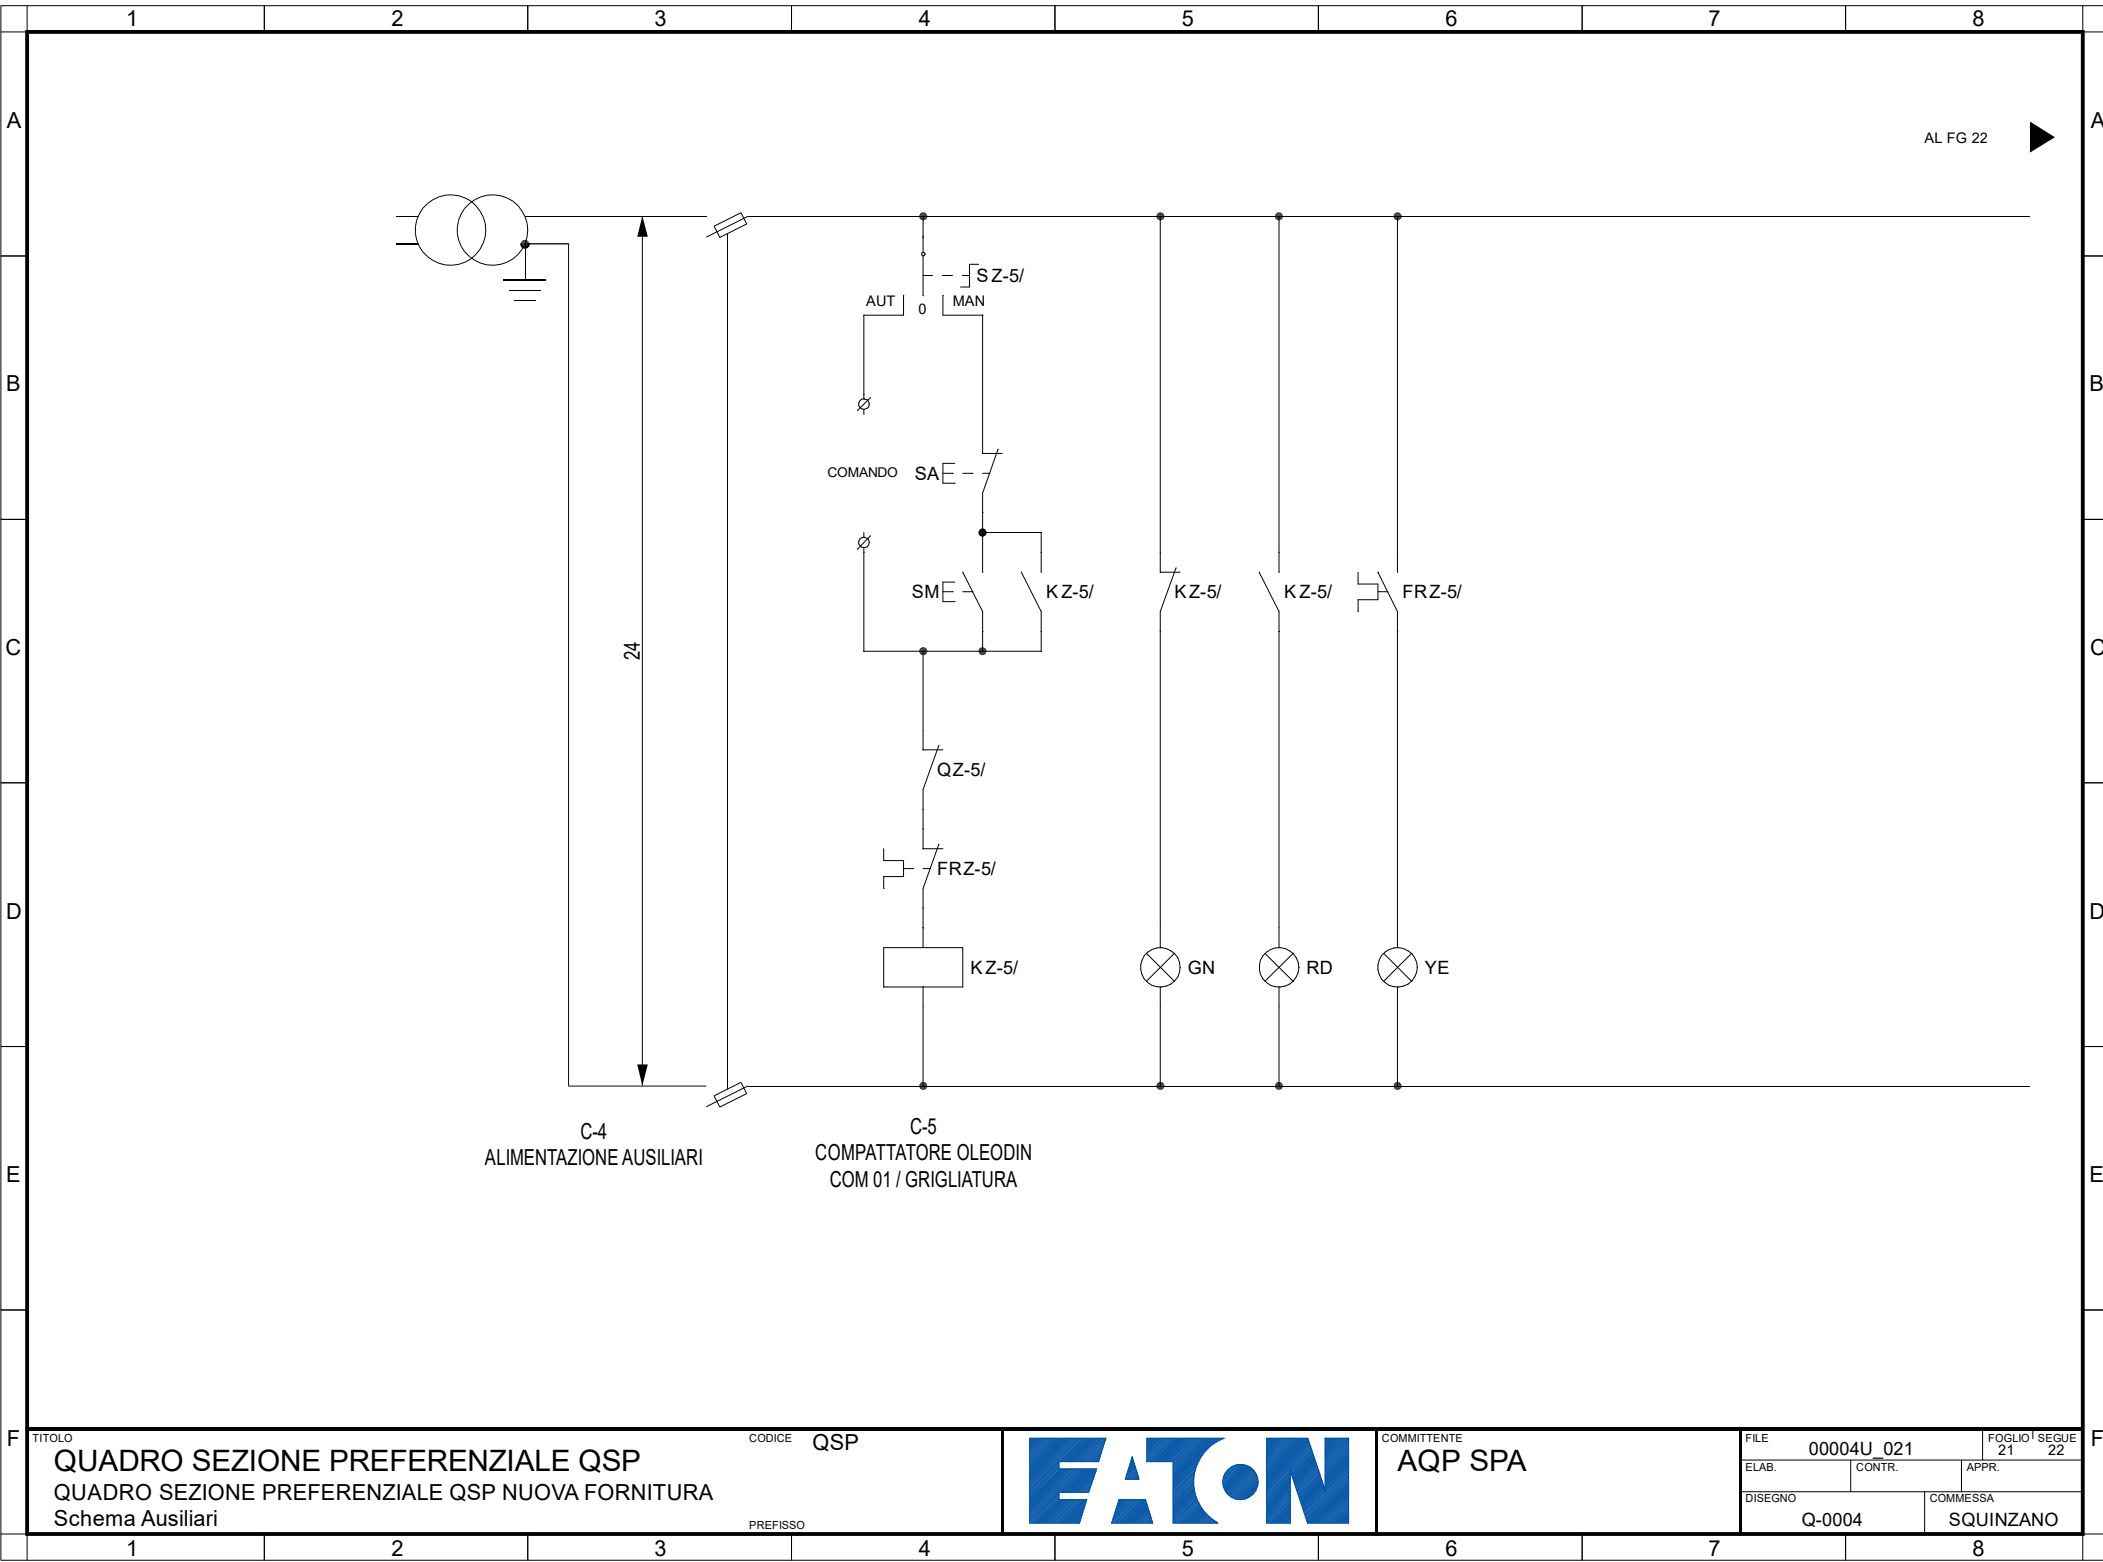 1 2 3 4 5 6 7 8
A A
AL FG 22
SZ-5/
AUT 0 MAN
B B
COMANDO SA
SM KZ-5/ KZ-5/ KZ-5/ FRZ-5/
C C
24
QZ-5/
FRZ-5/
D D
KZ-5/ GN RD YE
C-4
ALIMENTAZIONE AUSILIARI
C-5
COMPATTATORE OLEODIN
COM 01 / GRIGLIATURA
E E
F F
TITOLO
QUADRO SEZIONE PREFERENZIALE QSP
QUADRO SEZIONE PREFERENZIALE QSP NUOVA FORNITURA
Schema Ausiliari
CODICE QSP
PREFISSO
EATON
COMMITTENTE
AQP SPA
FILE
00004U_021
FOGLIO SEGUE
21 22
ELAB. CONTR. APPR.
DISEGNO
Q-0004
COMMESSA
SQUINZANO
1 2 3 4 5 6 7 8